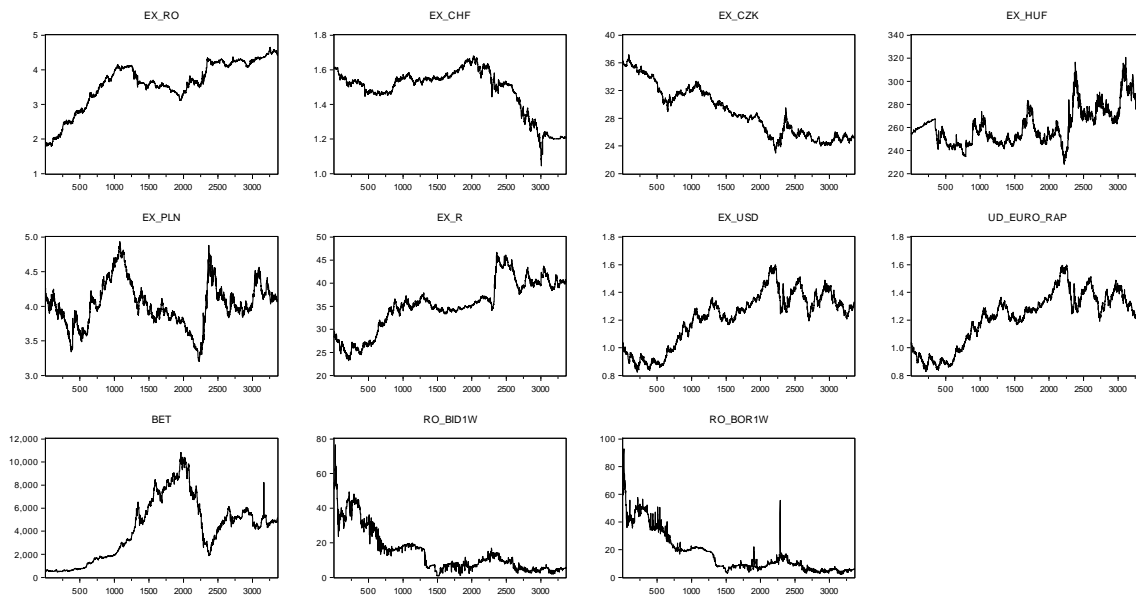 EX_RO
5
4
3
2
1
500 1000 1500 2000 2500 3000
EX_CHF
1.8
1.6
1.4
1.2
1.0
500 1000 1500 2000 2500 3000
EX_CZK
40
36
32
28
24
20
500 1000 1500 2000 2500 3000
EX_HUF
340
320
300
280
260
240
220
500 1000 1500 2000 2500 3000
EX_PLN
5.0
4.5
4.0
3.5
3.0
500 1000 1500 2000 2500 3000
EX_R
50
45
40
35
30
25
20
500 1000 1500 2000 2500 3000
EX_USD
1.8
1.6
1.4
1.2
1.0
0.8
500 1000 1500 2000 2500 3000
UD_EURO_RAP
1.8
1.6
1.4
1.2
1.0
0.8
500 1000 1500 2000 2500 3000
BET
12,000
10,000
8,000
6,000
4,000
2,000
0
500 1000 1500 2000 2500 3000
RO_BID1W
80
60
40
20
0
500 1000 1500 2000 2500 3000
RO_BOR1W
100
80
60
40
20
0
500 1000 1500 2000 2500 3000